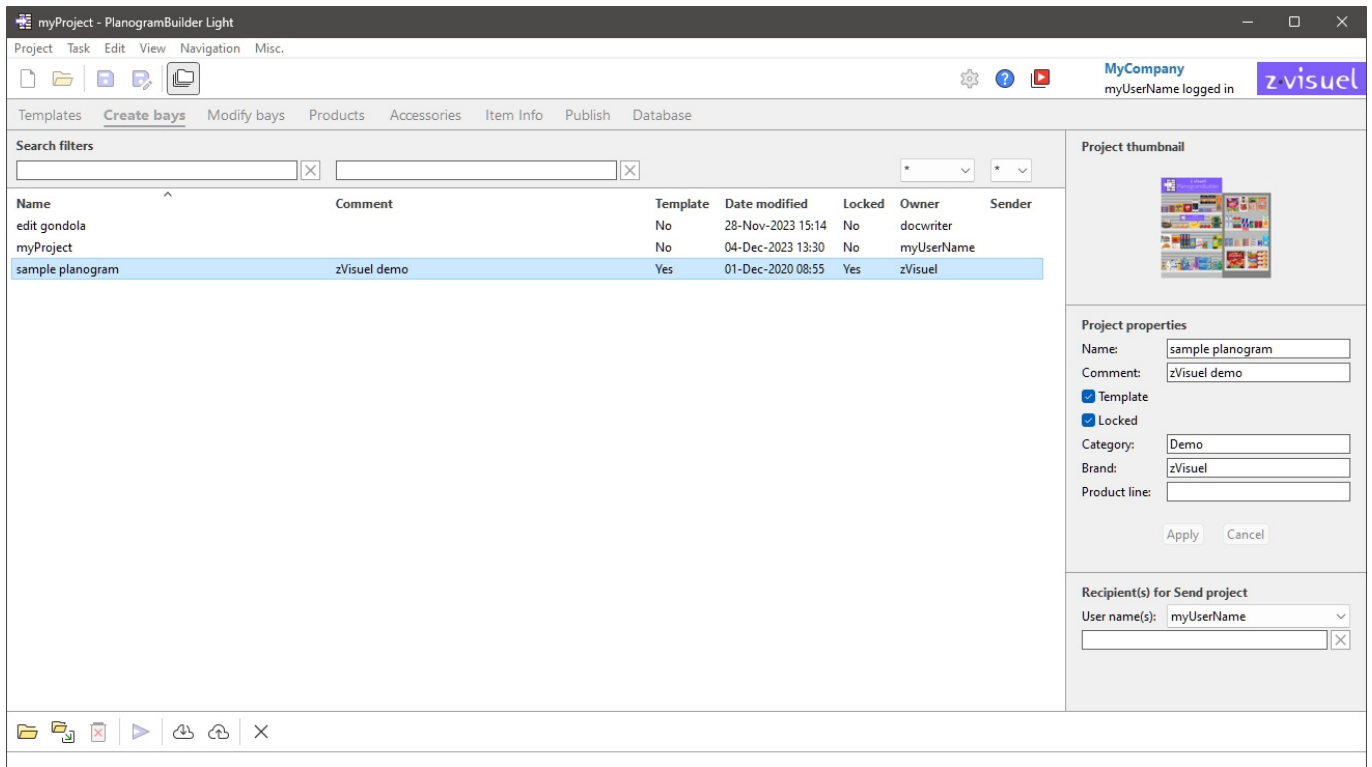 myProject - PlanogramBuilder Light
Project Task Edit View Navigation Misc.
MyCompany
myUserName logged in
z·visuel
Templates Create bays Modify bays Products Accessories Item Info Publish Database
Search filters
* *
Name Comment Template Date modified Locked Owner Sender
edit gondola No 28-Nov-2023 15:14 No docwriter
myProject No 04-Dec-2023 13:30 No myUserName
sample planogram zVisuel demo Yes 01-Dec-2020 08:55 Yes zVisuel
Project thumbnail
PlanogramBuilder
Project properties
Name: sample planogram
Comment: zVisuel demo
Template
Locked
Category: Demo
Brand: zVisuel
Product line:
Apply Cancel
Recipient(s) for Send project
User name(s): myUserName